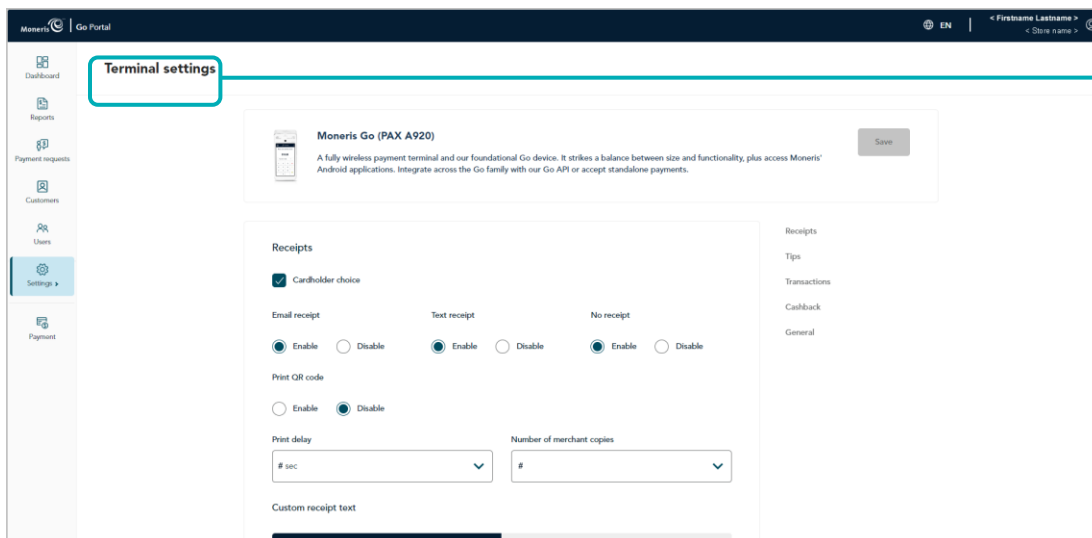 Moneris Go Portal
EN
< Firstname Lastname >
< Store name >
Dashboard
Reports
Payment requests
Customers
Users
Settings
Payment
Terminal settings
Moneris Go (PAX A920)
A fully wireless payment terminal and our foundational Go device. It strikes a balance between size and functionality, plus access Moneris'
Android applications. Integrate across the Go family with our Go API or accept standalone payments.
Save
Receipts
Cardholder choice
Email receipt
Text receipt
No receipt
Enable Disable
Enable Disable
Enable Disable
Print QR code
Enable Disable
Print delay
Number of merchant copies
# sec
#
Custom receipt text
Receipts
Tips
Transactions
Cashback
General